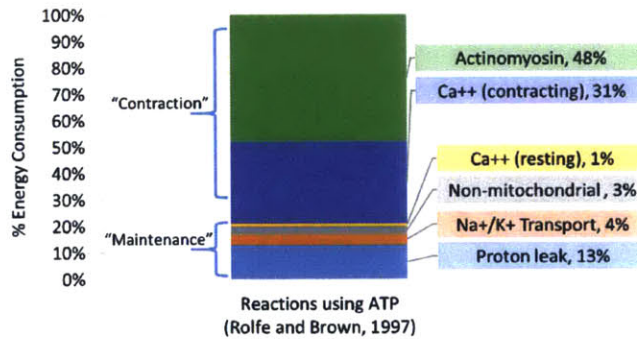 % Energy Consumption
100%
90%
80%
70%
60%
50%
40%
30%
20%
10%
0%
"Contraction"
"Maintenance"
Actinomyosin, 48%
Ca++ (contracting), 31%
Ca++ (resting), 1%
Non-mitochondrial, 3%
Na+/K+ Transport, 4%
Proton leak, 13%
Reactions using ATP
(Rolfe and Brown, 1997)